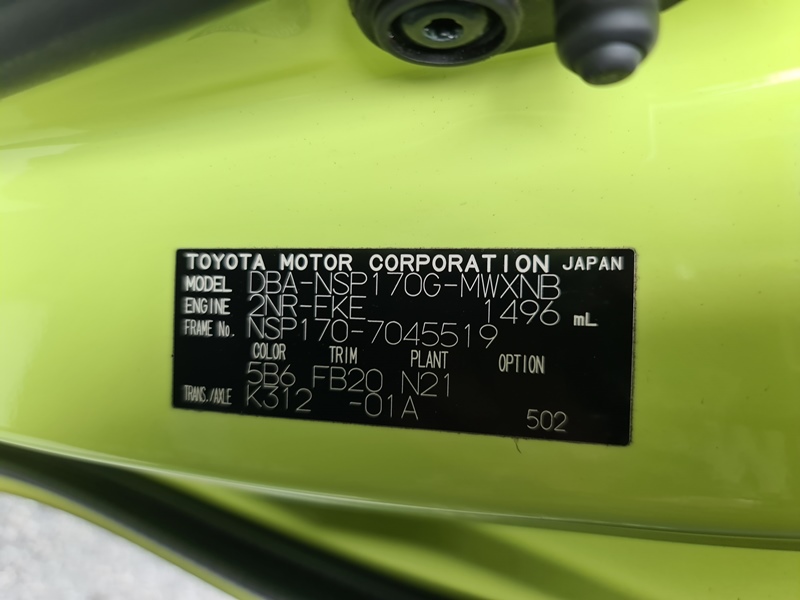 TOYOTA MOTOR CORPORATION JAPAN
MODEL DBA-NSP170G-MWXNB
ENGINE 2NR-FKE 1496 mL
FRAME No. NSP170-7045519
COLOR TRIM PLANT OPTION
5B6 FB20 N21
TRANS./AXLE K312 -01A 502